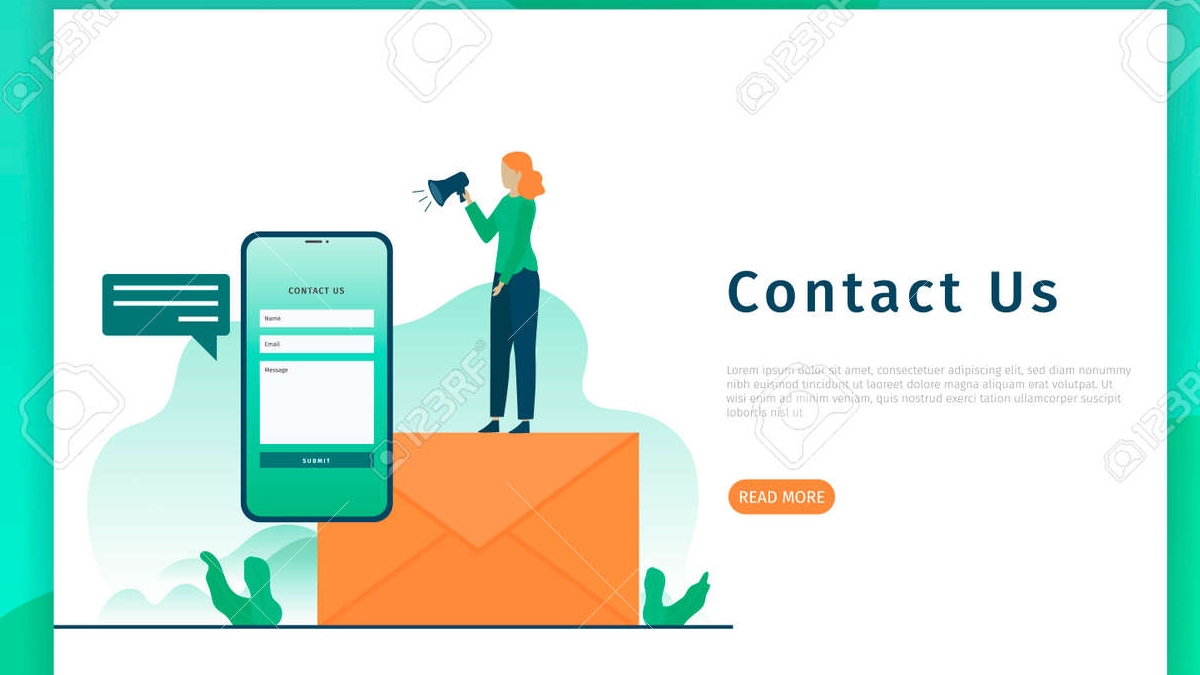 CONTACT US
Name
Email
Message
SUBMIT
Contact Us
Lorem ipsum dolor sit amet, consectetuer adipiscing elit, sed diam nonummy
nibh euismod tincidunt ut laoreet dolore magna aliquam erat volutpat. Ut
wisi enim ad minim veniam, quis nostrud exerci tation ullamcorper suscipit
lobortis nisl ut
READ MORE
123RF
123RF
123RF
123RF